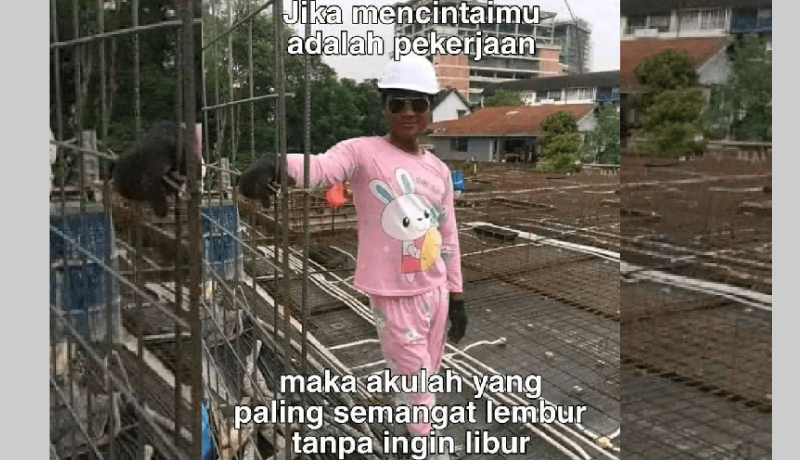 Jika mencintaimu
adalah pekerjaan
maka akulah yang
paling semangat lembur
tanpa ingin libur